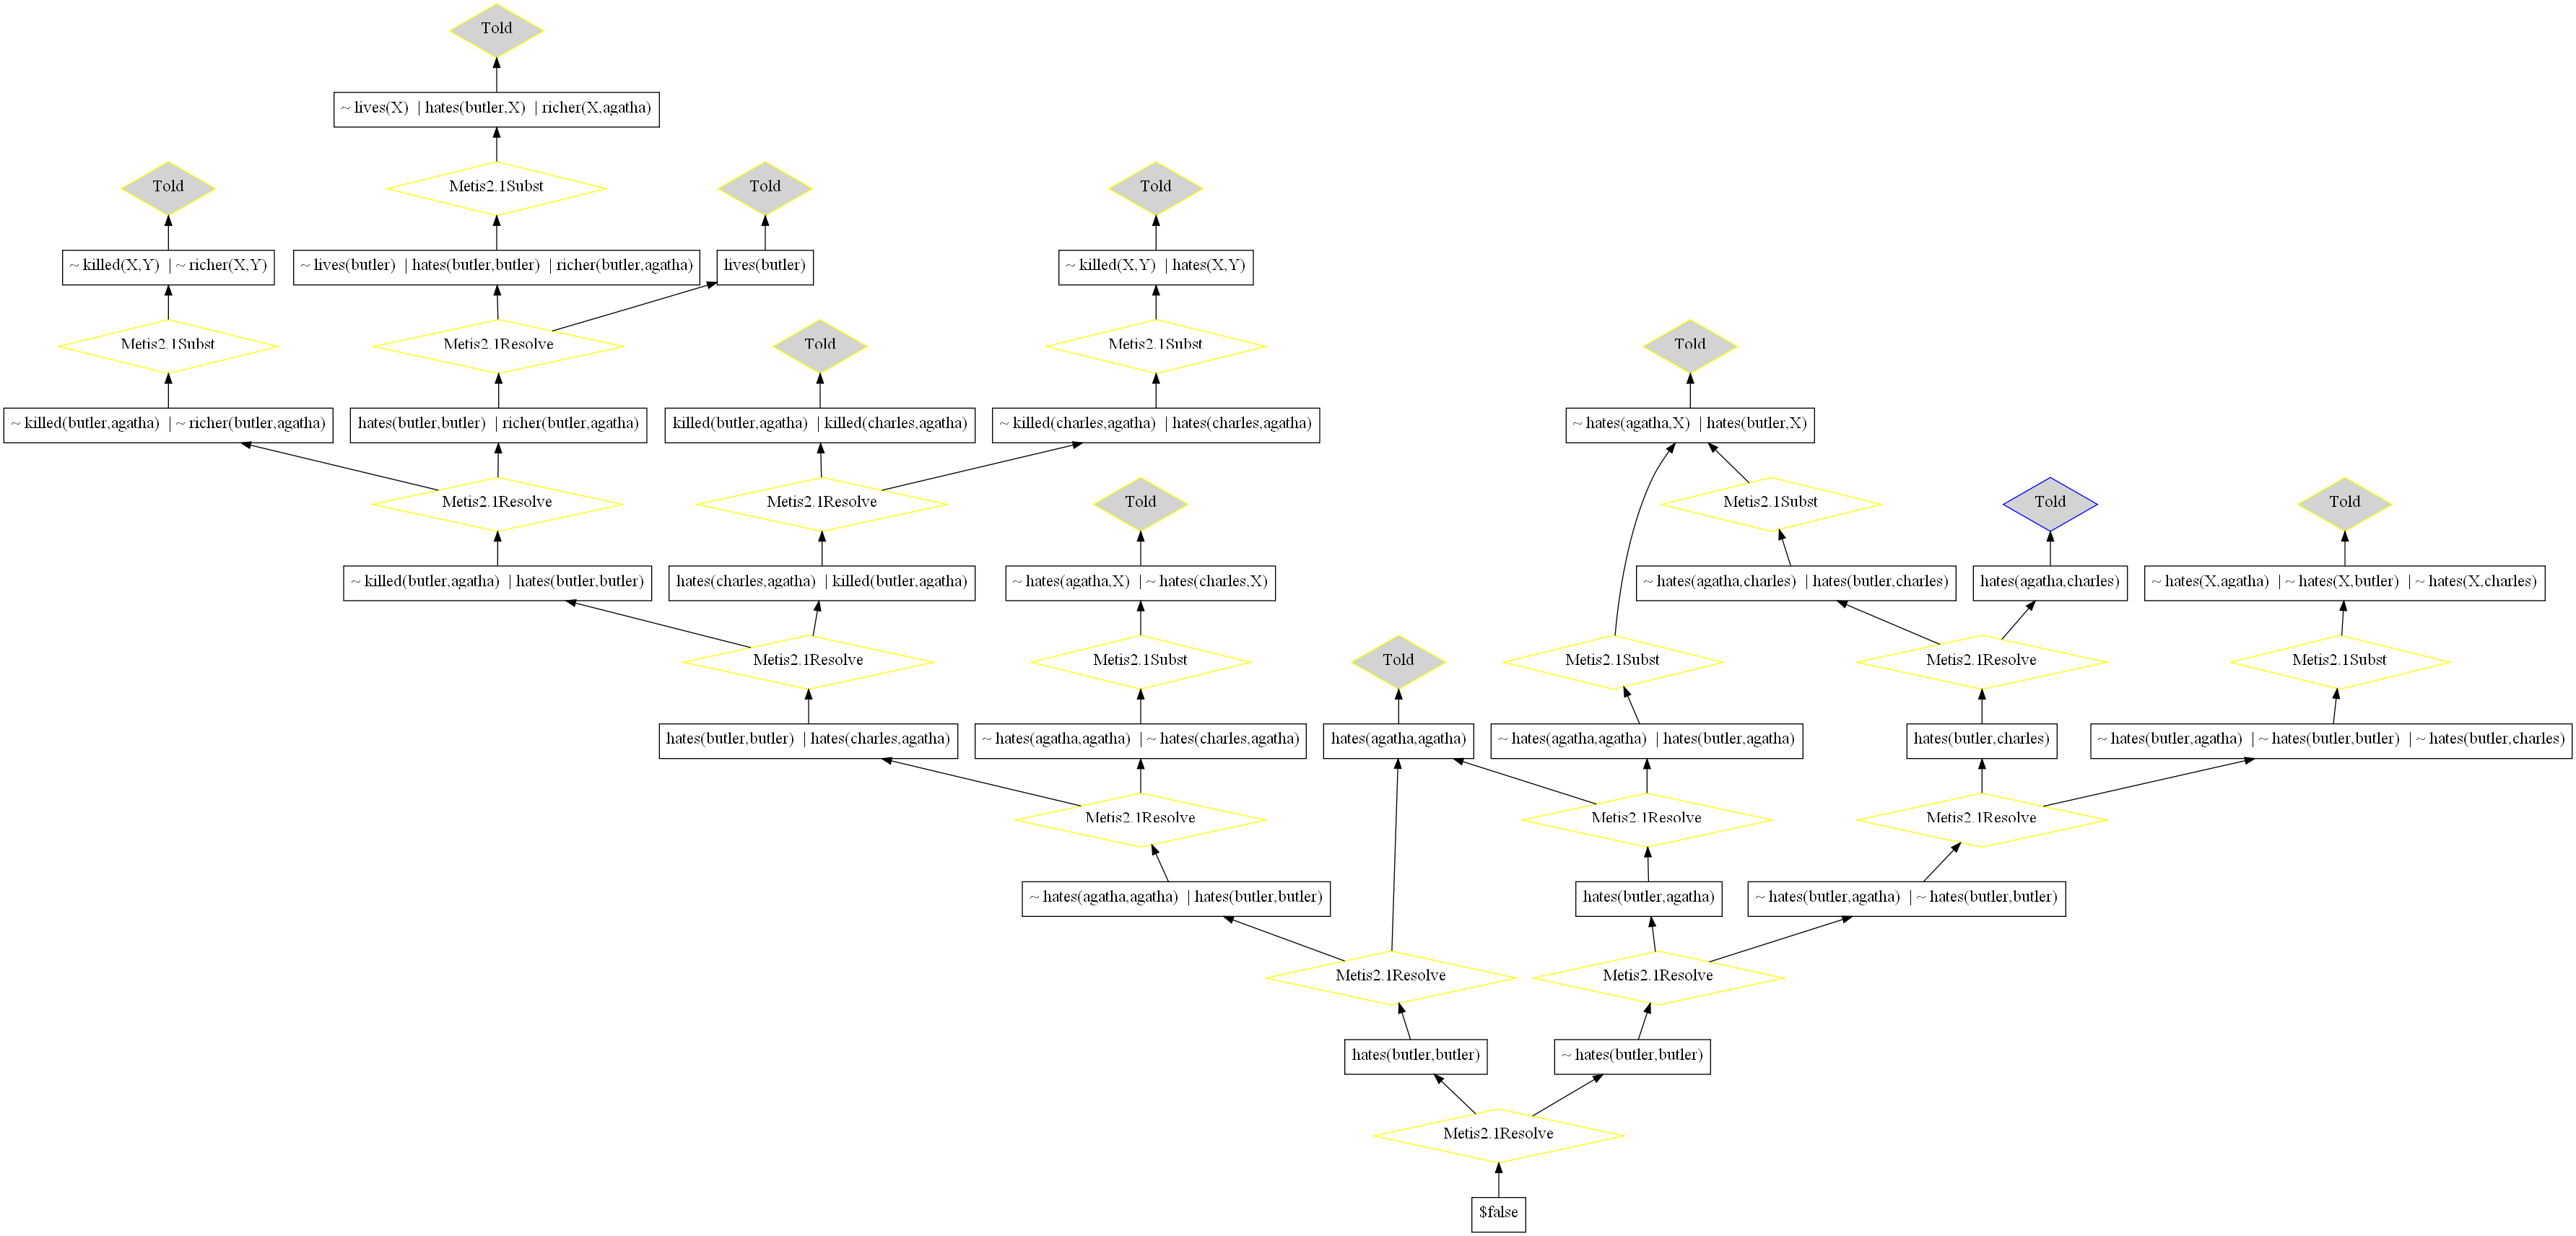 Told
~ lives(X) | hates(butler,X) | richer(X,agatha)
Told
Metis2.1Subst
Told
Told
~ killed(X,Y) | ~ richer(X,Y)
~ lives(butler) | hates(butler,butler) | richer(butler,agatha)
lives(butler)
~ killed(X,Y) | hates(X,Y)
Metis2.1Subst
Metis2.1Resolve
Told
Metis2.1Subst
Told
~ killed(butler,agatha) | ~ richer(butler,agatha)
hates(butler,butler) | richer(butler,agatha)
killed(butler,agatha) | killed(charles,agatha)
~ killed(charles,agatha) | hates(charles,agatha)
~ hates(agatha,X) | hates(butler,X)
Metis2.1Resolve
Metis2.1Resolve
Told
Metis2.1Subst
Told
Told
~ killed(butler,agatha) | hates(butler,butler)
hates(charles,agatha) | killed(butler,agatha)
~ hates(agatha,X) | ~ hates(charles,X)
~ hates(agatha,charles) | hates(butler,charles)
hates(agatha,charles)
~ hates(X,agatha) | ~ hates(X,butler) | ~ hates(X,charles)
Metis2.1Resolve
Metis2.1Subst
Told
Metis2.1Subst
Metis2.1Resolve
Metis2.1Subst
hates(butler,butler) | hates(charles,agatha)
~ hates(agatha,agatha) | ~ hates(charles,agatha)
hates(agatha,agatha)
~ hates(agatha,agatha) | hates(butler,agatha)
hates(butler,charles)
~ hates(butler,agatha) | ~ hates(butler,butler) | ~ hates(butler,charles)
Metis2.1Resolve
Metis2.1Resolve
Metis2.1Resolve
~ hates(agatha,agatha) | hates(butler,butler)
hates(butler,agatha)
~ hates(butler,agatha) | ~ hates(butler,butler)
Metis2.1Resolve
Metis2.1Resolve
hates(butler,butler)
~ hates(butler,butler)
Metis2.1Resolve
$false